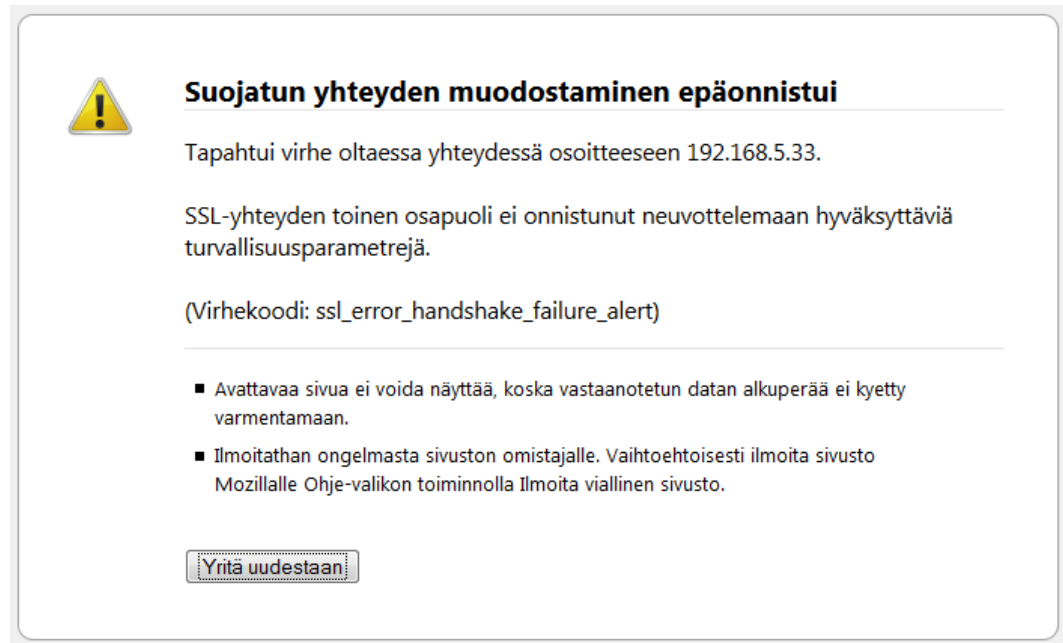 Suojatun yhteyden muodostaminen epäonnistui
Tapahtui virhe oltaessa yhteydessä osoitteeseen 192.168.5.33.
SSL-yhteyden toinen osapuoli ei onnistunut neuvottelemaan hyväksyttäviä
turvallisuusparametrejä.
(Virhekoodi: ssl_error_handshake_failure_alert)
Avattavaa sivua ei voida näyttää, koska vastaanotetun datan alkuperää ei kyetty
varmentamaan.
Ilmoitathan ongelmasta sivuston omistajalle. Vaihtoehtoisesti ilmoita sivusto
Mozillalle Ohje-valikon toiminnolla Ilmoita viallinen sivusto.
Yritä uudestaan